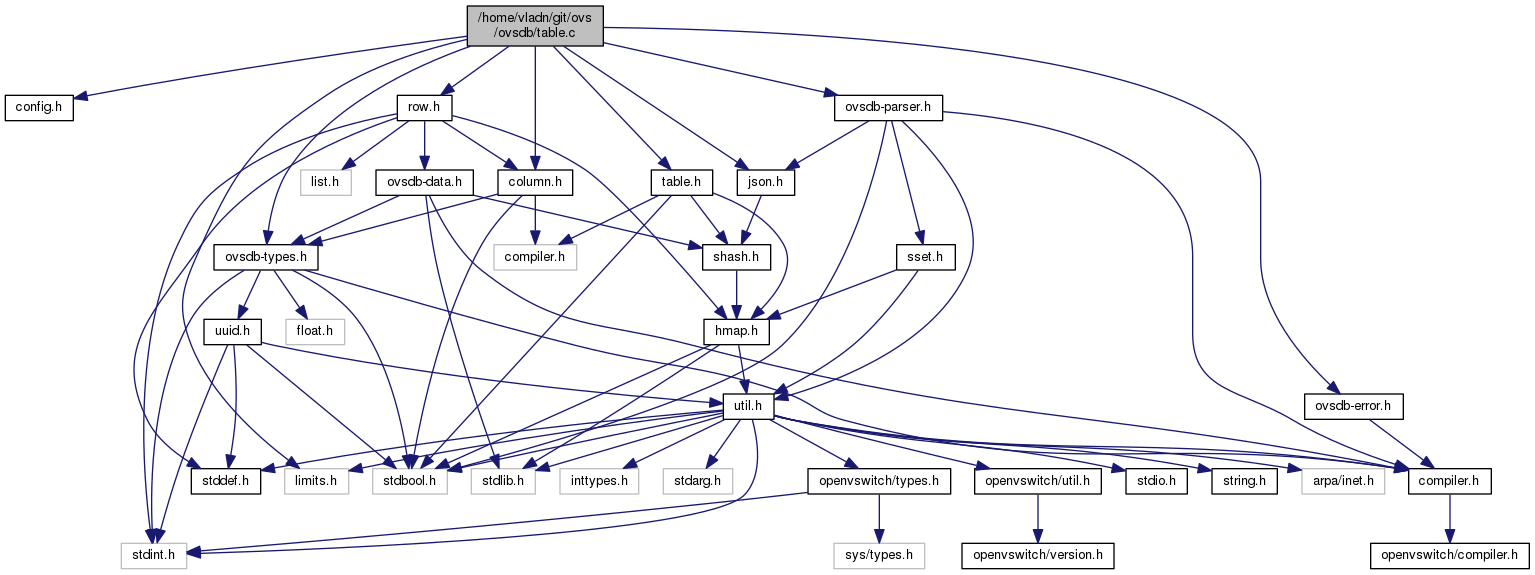 /home/vladn/git/ovs
/ovsdb/table.c
config.h
row.h
ovsdb-parser.h
list.h
ovsdb-data.h
column.h
table.h
json.h
ovsdb-types.h
compiler.h
shash.h
sset.h
uuid.h
float.h
hmap.h
util.h
ovsdb-error.h
stddef.h
limits.h
stdbool.h
stdlib.h
inttypes.h
stdarg.h
openvswitch/types.h
openvswitch/util.h
stdio.h
string.h
arpa/inet.h
compiler.h
stdint.h
sys/types.h
openvswitch/version.h
openvswitch/compiler.h